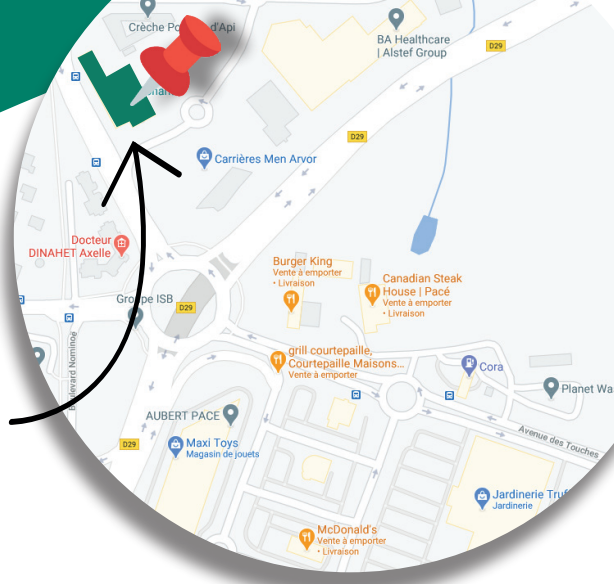 Crèche Po
d'Api
BA Healthcare
| Alstef Group
D29
D29
Carrières Men Arvor
Docteur
DINAHET Axelle
Burger King
Vente à emporter
• Livraison
Canadian Steak
House | Pacé
Vente à emporter
• Livraison
Groupe ISB
D29
Boulevard Nominoë
grill courtepaille,
Courtepaille Maisons...
Vente à emporter
Cora
Planet Wa
AUBERT PACE
Avenue des Touches
D29
Maxi Toys
Magasin de jouets
Jardinerie Truf
Jardinerie
McDonald's
Vente à emporter
• Livraison